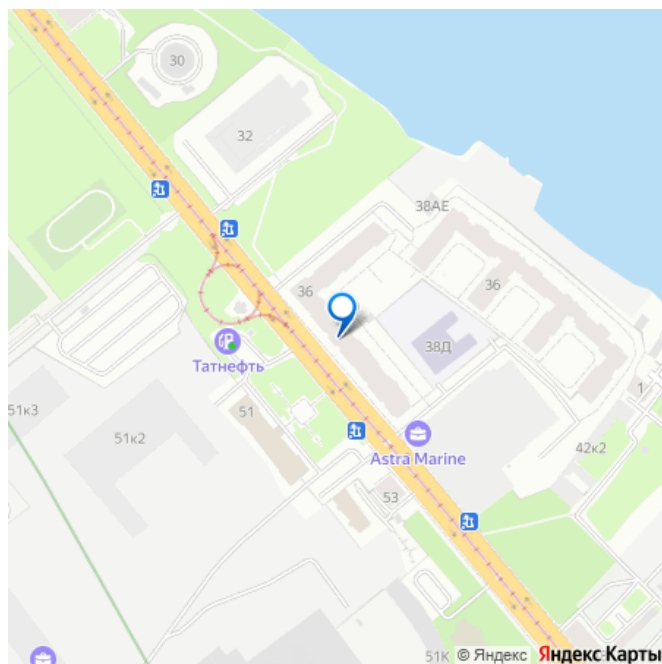 30
32
38АЕ
36
36
38Д
Татнефть
1
51к3
51
51к2
Astra Marine
42к2
53
51К
© Яндекс
Яндекс Карты